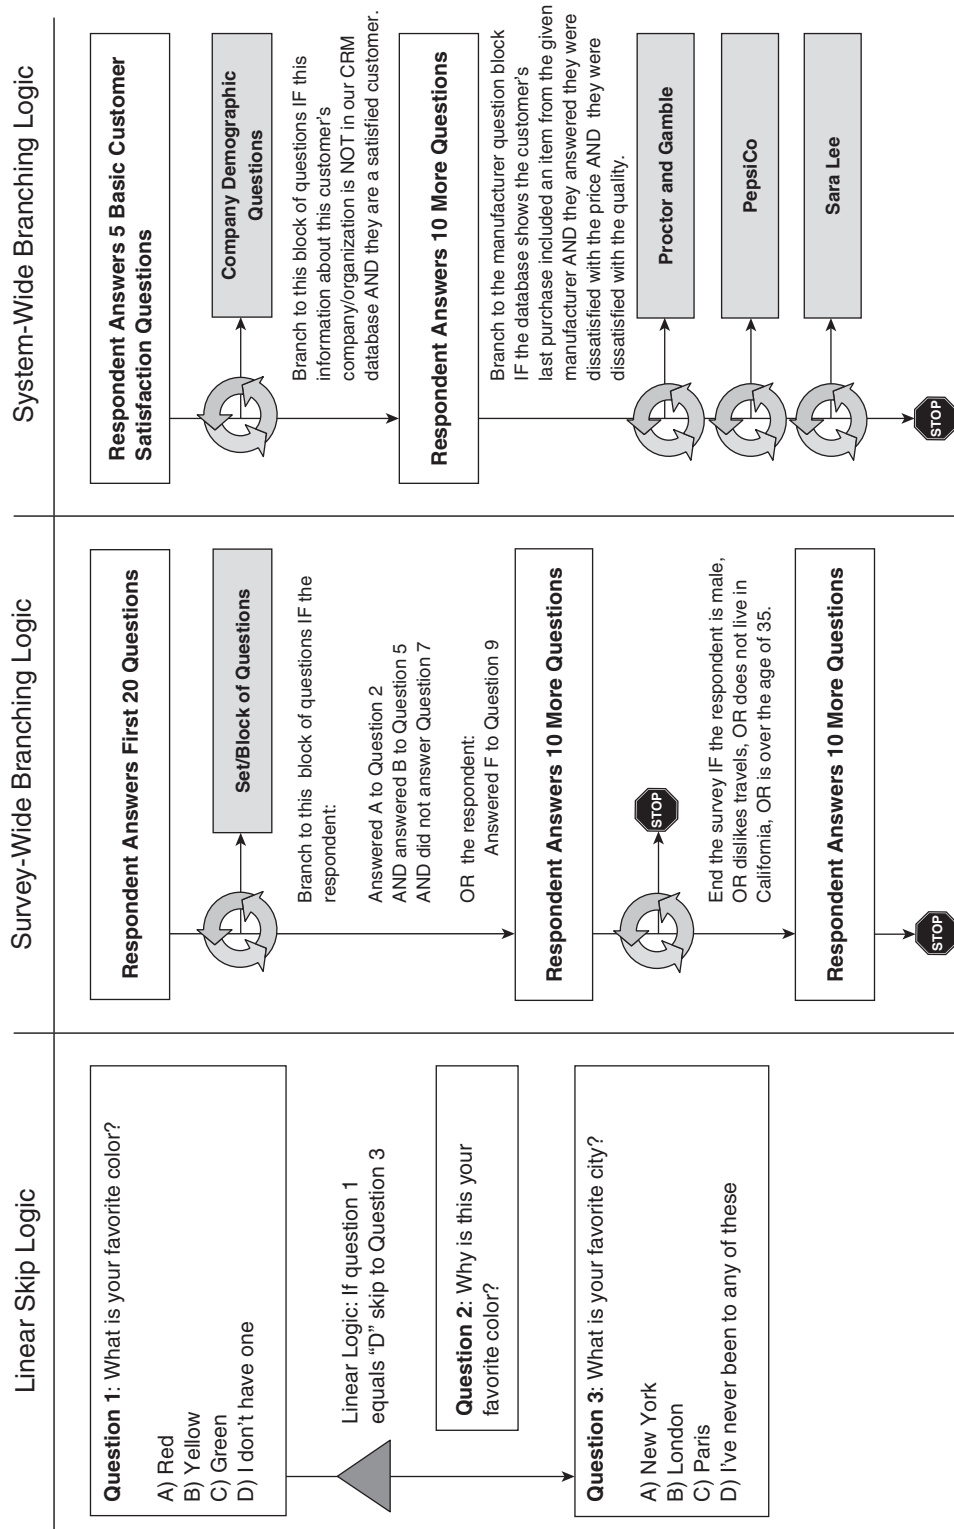 Linear Skip Logic
Question 1: What is your favorite color?
A) Red
B) Yellow
C) Green
D) I don't have one
Linear Logic: If question 1
equals “D” skip to Question 3
Question 2: Why is this your
favorite color?
Question 3: What is your favorite city?
A) New York
B) London
C) Paris
D) I've never been to any of these
Survey-Wide Branching Logic
Respondent Answers First 20 Questions
Set/Block of Questions
Branch to this block of questions IF the
respondent:
Answered A to Question 2
AND answered B to Question 5
AND did not answer Question 7
OR the respondent:
Answered F to Question 9
Respondent Answers 10 More Questions
STOP
End the survey IF the respondent is male,
OR dislikes travels, OR does not live in
California, OR is over the age of 35.
Respondent Answers 10 More Questions
STOP
System-Wide Branching Logic
Respondent Answers 5 Basic Customer
Satisfaction Questions
Company Demographic
Questions
Branch to this block of questions IF this
information about this customer's
company/organization is NOT in our CRM
database AND they are a satisfied customer.
Respondent Answers 10 More Questions
Branch to the manufacturer question block
IF the database shows the customer's
last purchase included an item from the given
manufacturer AND they answered they were
dissatisfied with the price AND they were
dissatisfied with the quality.
Proctor and Gamble
PepsiCo
Sara Lee
STOP